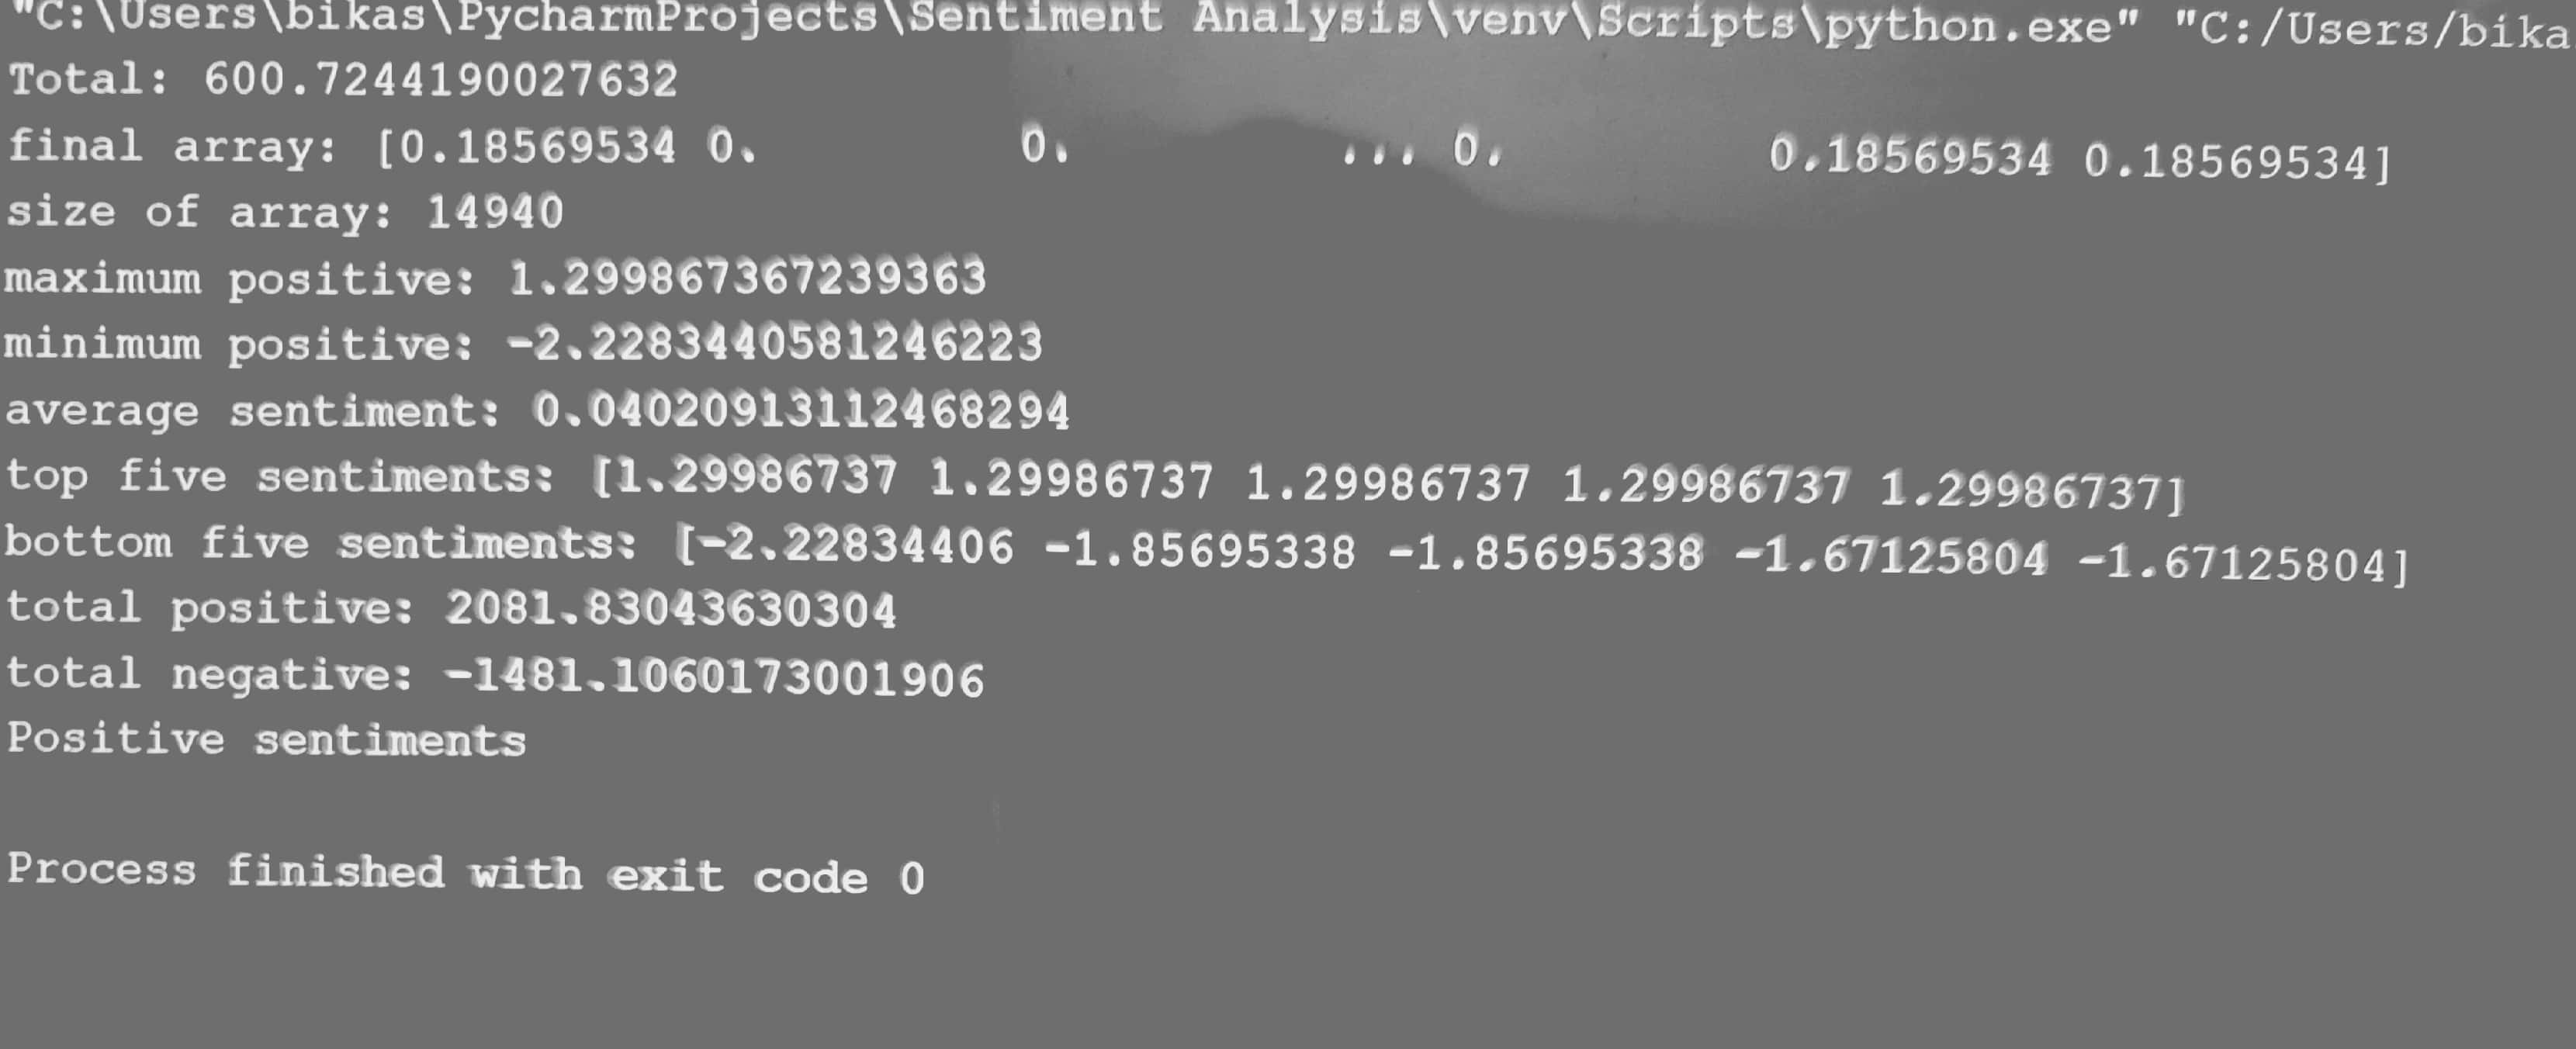 "C:\Users\bikas\PycharmProjects\Sentiment Analysis\venv\Scripts\python.exe" "C:/Users/bika
Total: 600.7244190027632
final array: [0.18569534 0. 0. ... 0. 0.18569534 0.18569534]
size of array: 14940
maximum positive: 1.299867367239363
minimum positive: -2.2283440581246223
average sentiment: 0.04020913112468294
top five sentiments: [1.29986737 1.29986737 1.29986737 1.29986737 1.29986737]
bottom five sentiments: [-2.22834406 -1.85695338 -1.85695338 -1.67125804 -1.67125804]
total positive: 2081.83043630304
total negative: -1481.1060173001906
Positive sentiments
Process finished with exit code 0